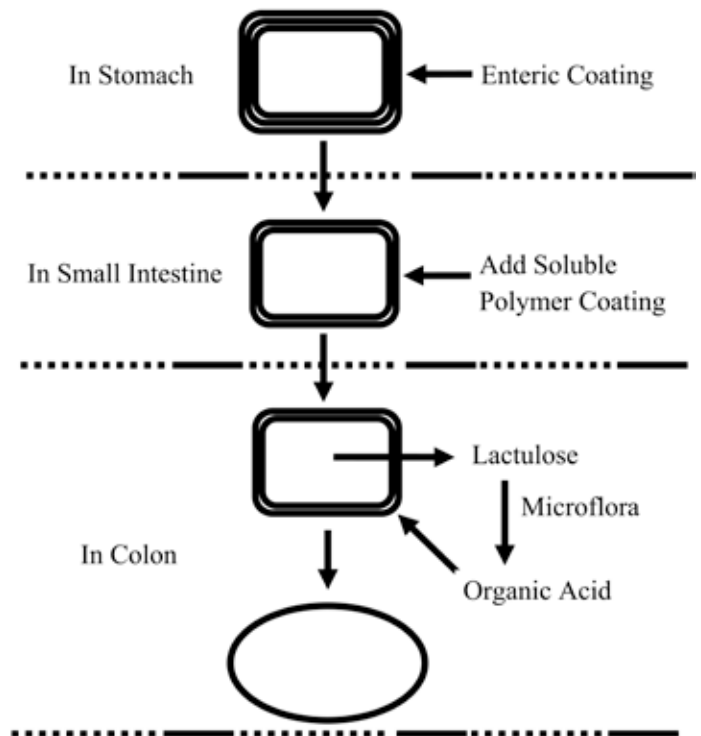 In Stomach
Enteric Coating
In Small Intestine
Add Soluble
Polymer Coating
Lactulose
Microflora
In Colon
Organic Acid